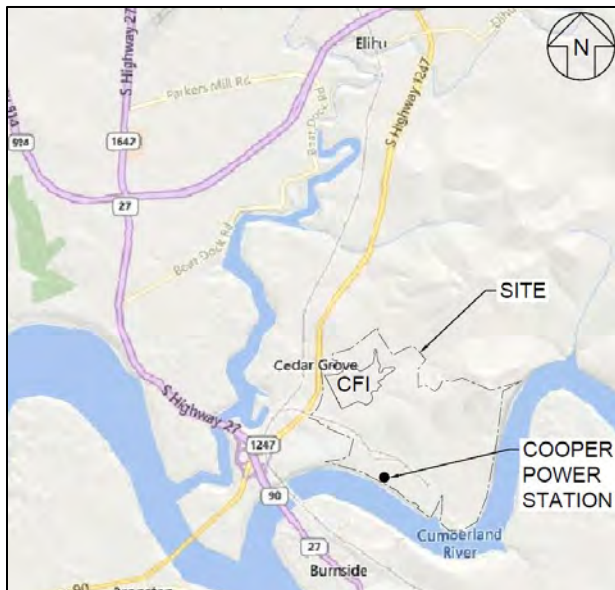 Elihu
N
S Highway 27
Parkers Mill Rd
Boat Dock Rd
S Highway 1247
914
1642
27
Boat Dock Rd
SITE
Cedar Grove
CFI
S Highway 27
1247
COOPER
POWER
STATION
90
Cumberland
River
27
Burnside
90